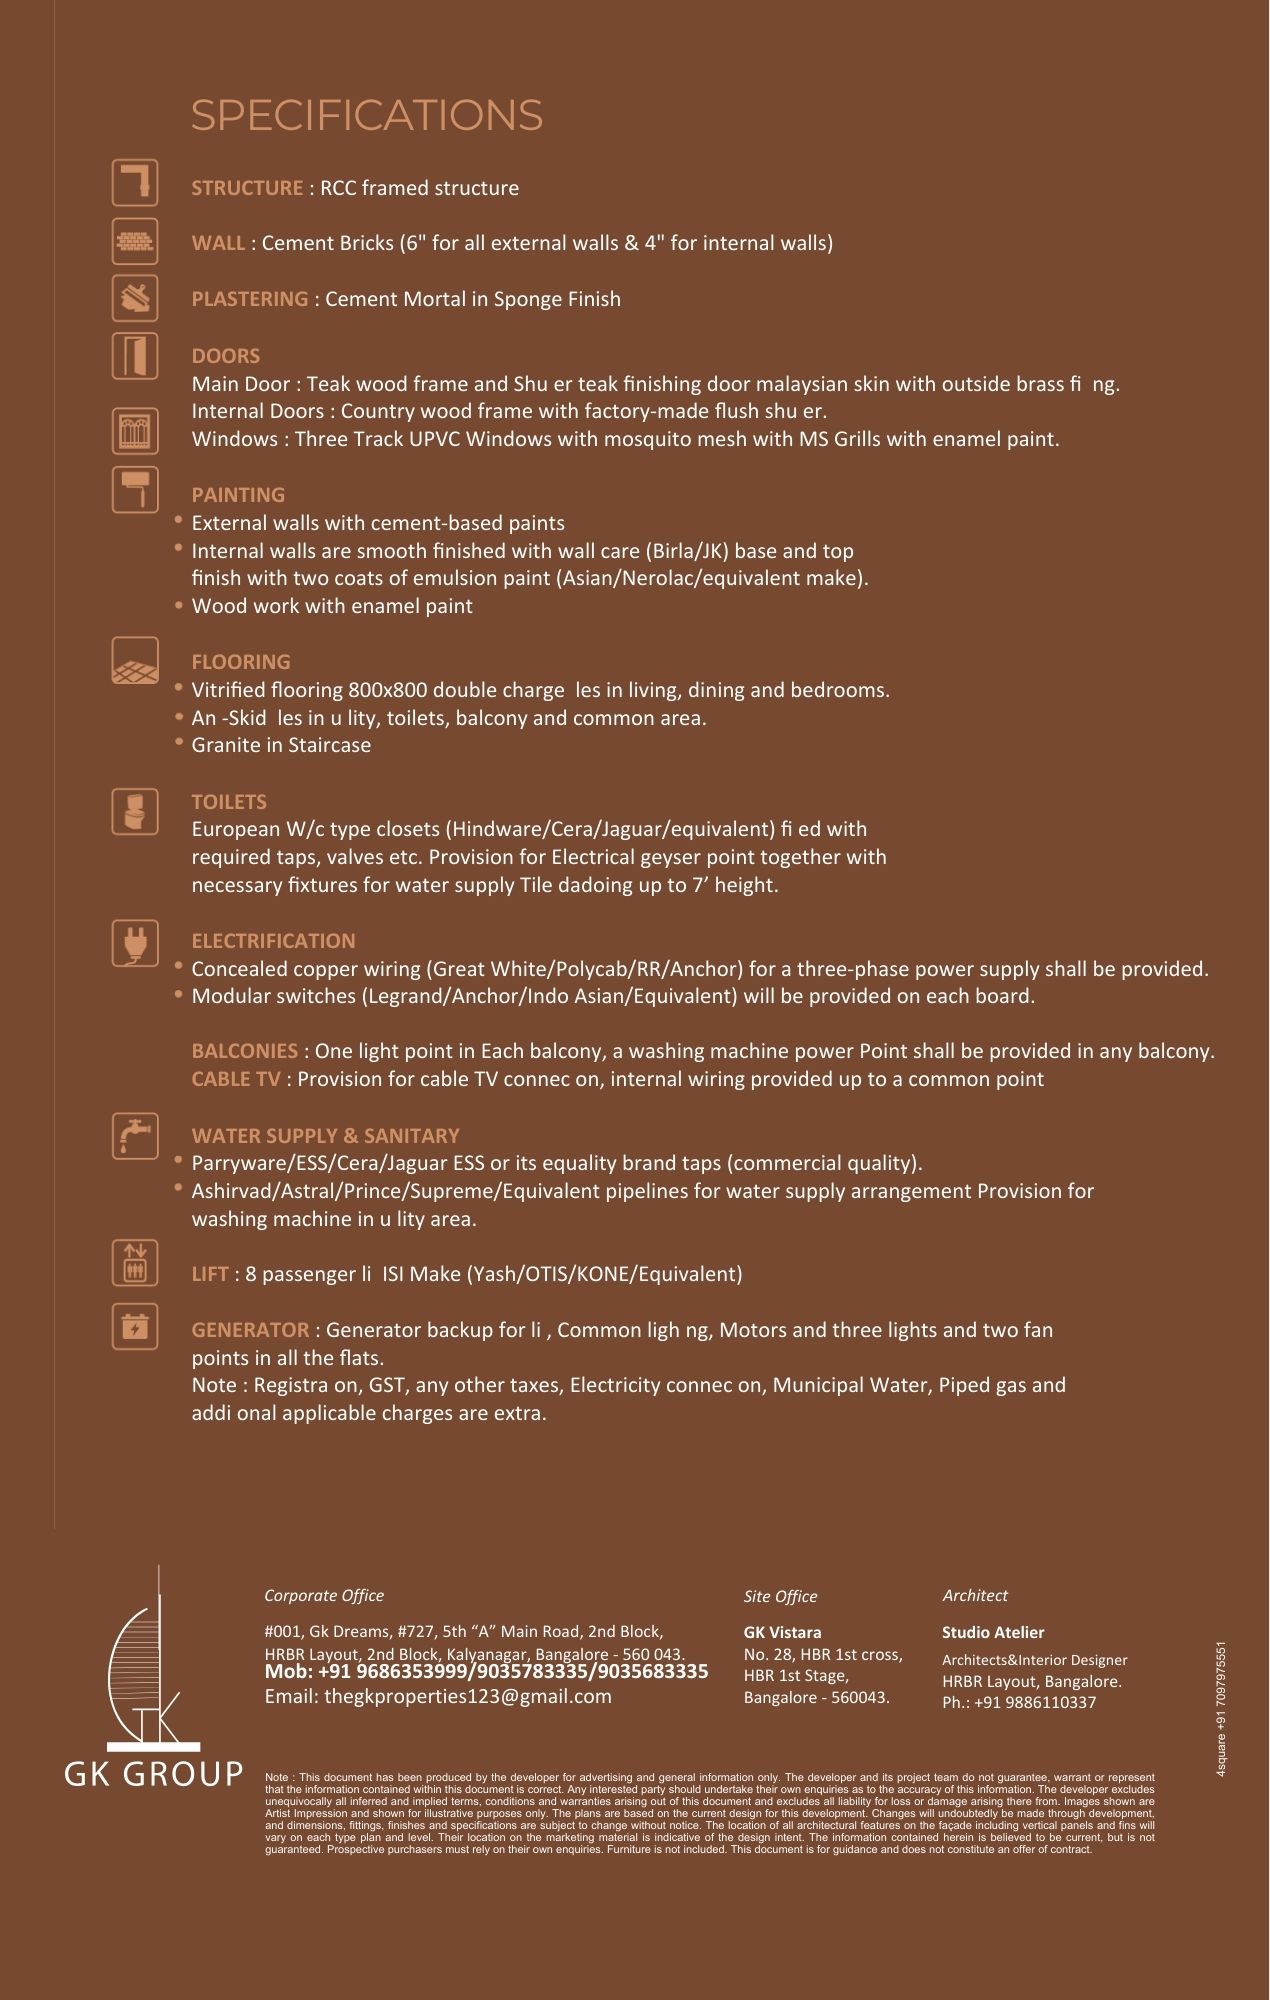 SPECIFICATIONS
STRUCTURE : RCC framed structure
WALL : Cement Bricks (6" for all external walls & 4" for internal walls)
PLASTERING : Cement Mortal in Sponge Finish
DOORS
Main Door : Teak wood frame and Shu er teak finishing door malaysian skin with outside brass fi ng.
Internal Doors : Country wood frame with factory-made flush shu er.
Windows : Three Track UPVC Windows with mosquito mesh with MS Grills with enamel paint.
PAINTING
• External walls with cement-based paints
• Internal walls are smooth finished with wall care (Birla/JK) base and top
finish with two coats of emulsion paint (Asian/Nerolac/equivalent make).
• Wood work with enamel paint
FLOORING
• Vitrified flooring 800x800 double charge les in living, dining and bedrooms.
• An -Skid les in u lity, toilets, balcony and common area.
• Granite in Staircase
TOILETS
European W/c type closets (Hindware/Cera/Jaguar/equivalent) fi ed with
required taps, valves etc. Provision for Electrical geyser point together with
necessary fixtures for water supply Tile dadoing up to 7’ height.
ELECTRIFICATION
• Concealed copper wiring (Great White/Polycab/RR/Anchor) for a three-phase power supply shall be provided.
• Modular switches (Legrand/Anchor/Indo Asian/Equivalent) will be provided on each board.
BALCONIES : One light point in Each balcony, a washing machine power Point shall be provided in any balcony.
CABLE TV : Provision for cable TV connec on, internal wiring provided up to a common point
WATER SUPPLY & SANITARY
• Parryware/ESS/Cera/Jaguar ESS or its equality brand taps (commercial quality).
• Ashirvad/Astral/Prince/Supreme/Equivalent pipelines for water supply arrangement Provision for
washing machine in u lity area.
LIFT : 8 passenger li ISI Make (Yash/OTIS/KONE/Equivalent)
GENERATOR : Generator backup for li , Common ligh ng, Motors and three lights and two fan
points in all the flats.
Note : Registra on, GST, any other taxes, Electricity connec on, Municipal Water, Piped gas and
addi onal applicable charges are extra.
Corporate Office
#001, Gk Dreams, #727, 5th “A” Main Road, 2nd Block,
HRBR Layout, 2nd Block, Kalyanagar, Bangalore - 560 043.
Mob: +91 9686353999/9035783335/9035683335
Email: thegkproperties123@gmail.com
Site Office
GK Vistara
No. 28, HBR 1st cross,
HBR 1st Stage,
Bangalore - 560043.
Architect
Studio Atelier
Architects&Interior Designer
HRBR Layout, Bangalore.
Ph.: +91 9886110337
4square +91 7097975551
GK GROUP
Note : This document has been produced by the developer for advertising and general information only. The developer and its project team do not guarantee, warrant or represent
that the information contained within this document is correct. Any interested party should undertake their own enquiries as to the accuracy of this information. The developer excludes
unequivocally all inferred and implied terms, conditions and warranties arising out of this document and excludes all liability for loss or damage arising there from. Images shown are
Artist Impression and shown for illustrative purposes only. The plans are based on the current design for this development. Changes will undoubtedly be made through development,
and dimensions, fittings, finishes and specifications are subject to change without notice. The location of all architectural features on the façade including vertical panels and fins will
vary on each type plan and level. Their location on the marketing material is indicative of the design intent. The information contained herein is believed to be current, but is not
guaranteed. Prospective purchasers must rely on their own enquiries. Furniture is not included. This document is for guidance and does not constitute an offer of contract.